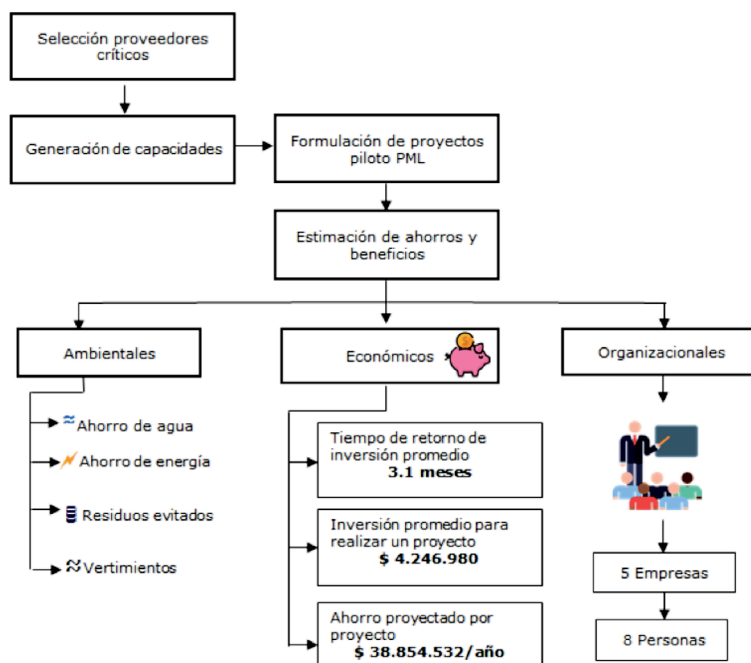 Selección proveedores
críticos
Generación de capacidades
Formulación de proyectos
piloto PML
Estimación de ahorros y
beneficios
Ambientales
Ahorro de agua
Ahorro de energía
Residuos evitados
Vertimientos
Económicos
Tiempo de retorno de
inversión promedio
3.1 meses
Inversión promedio para
realizar un proyecto
$ 4.246.980
Ahorro proyectado por
proyecto
$ 38.854.532/año
Organizacionales
5 Empresas
8 Personas